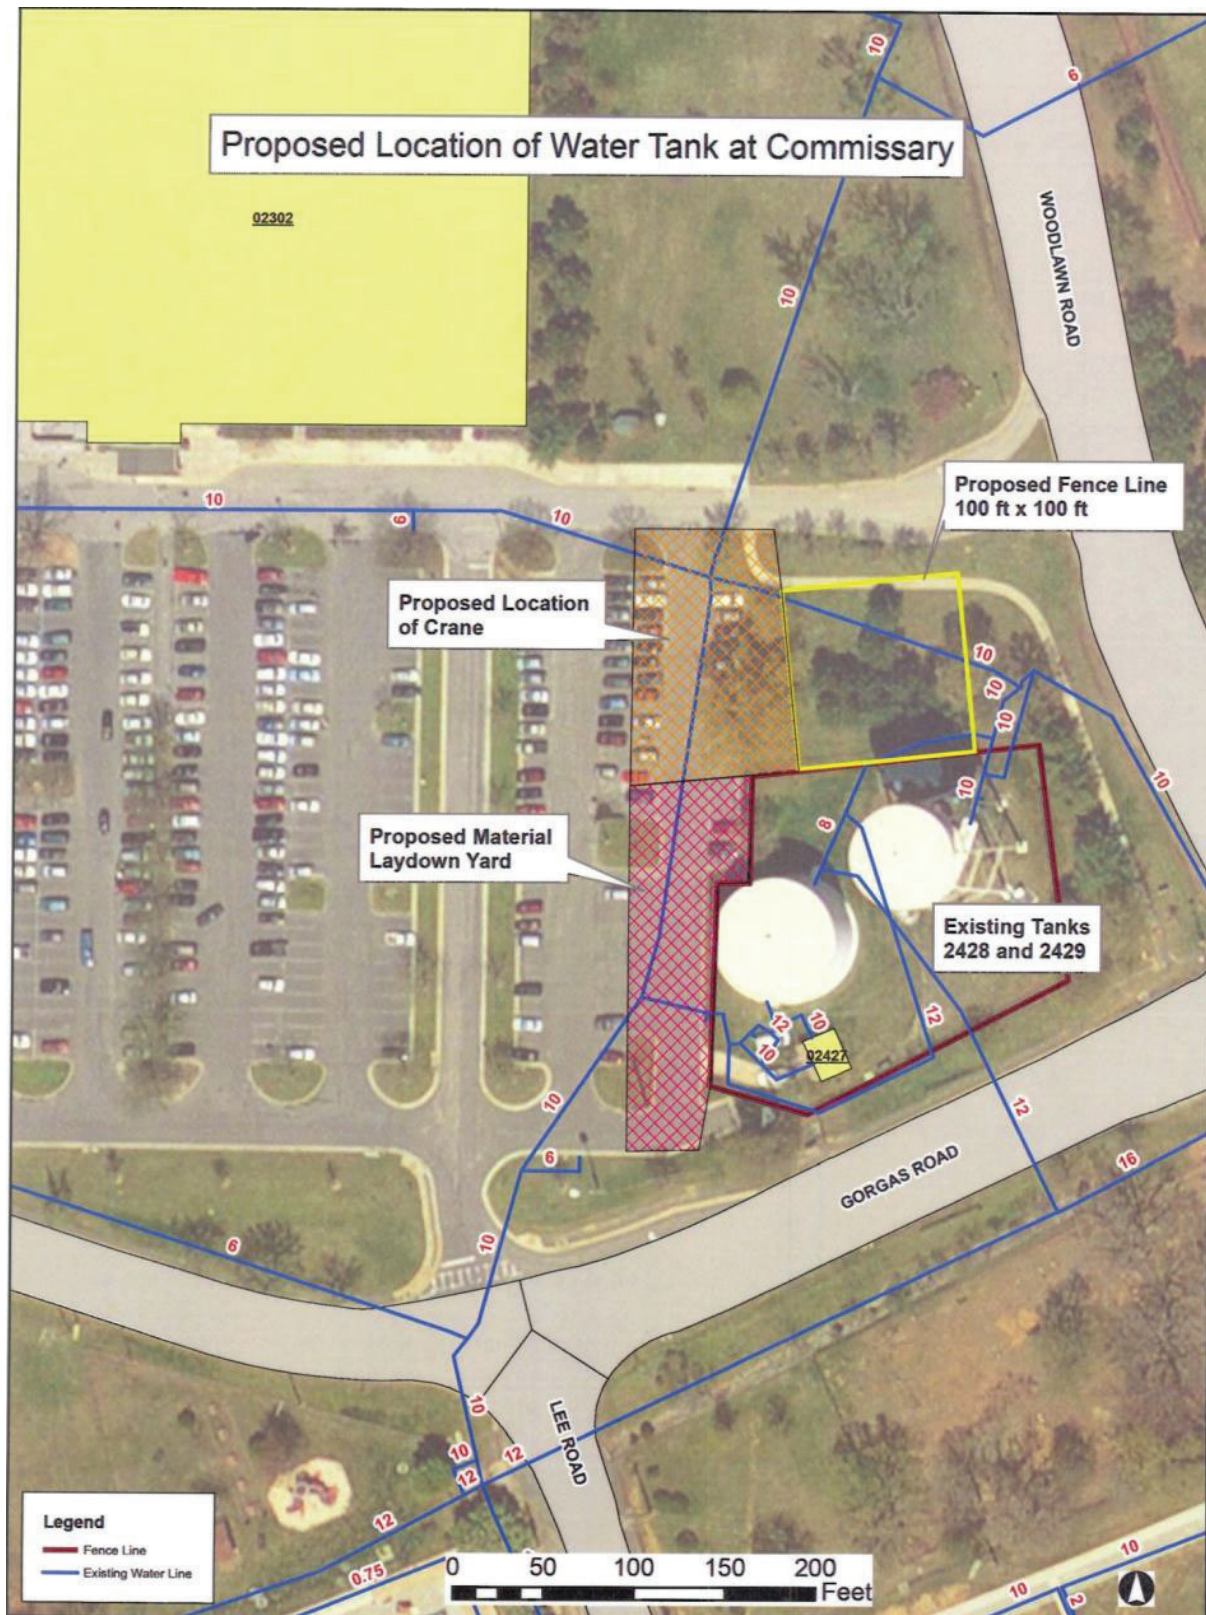 10
6
Proposed Location of Water Tank at Commissary
02302
WOODLAWN ROAD
10
Proposed Fence Line
100 ft x 100 ft
10
6
10
Proposed Location
of Crane
10
10
10
10
10
Proposed Material
Laydown Yard
8
Existing Tanks
2428 and 2429
12
10
12
10
02427
10
12
6
16
GORGAS ROAD
6
10
10
LEE ROAD
10
12
12
12
0.75
10
10
2
Legend
Fence Line
Existing Water Line
0 50 100 150 200
Feet